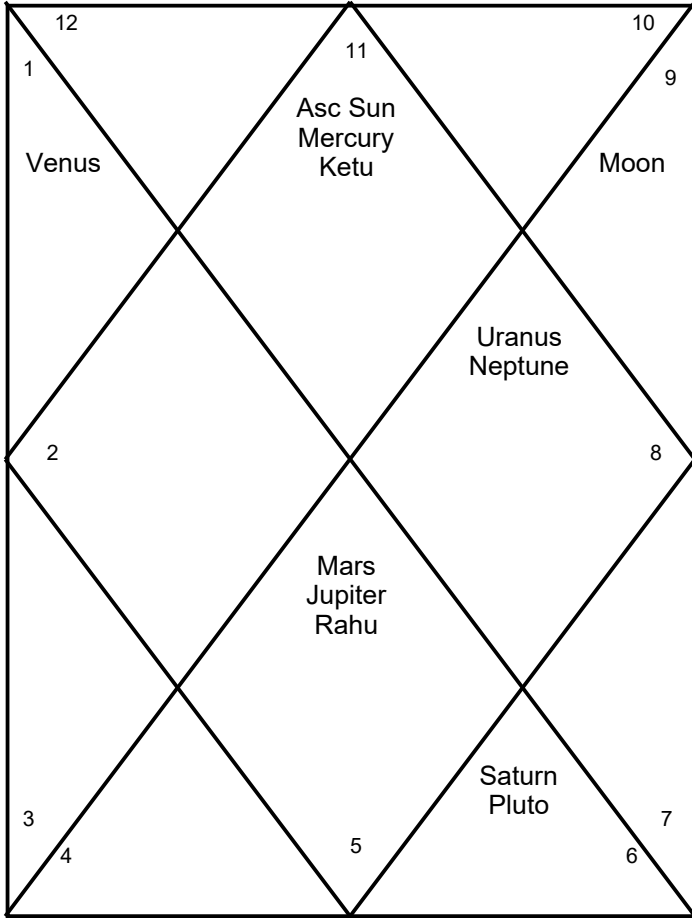 12
11
10
1
9
Asc Sun
Mercury
Ketu
Venus
Moon
Uranus
Neptune
2
8
Mars
Jupiter
Rahu
Saturn
Pluto
3
7
4
5
6